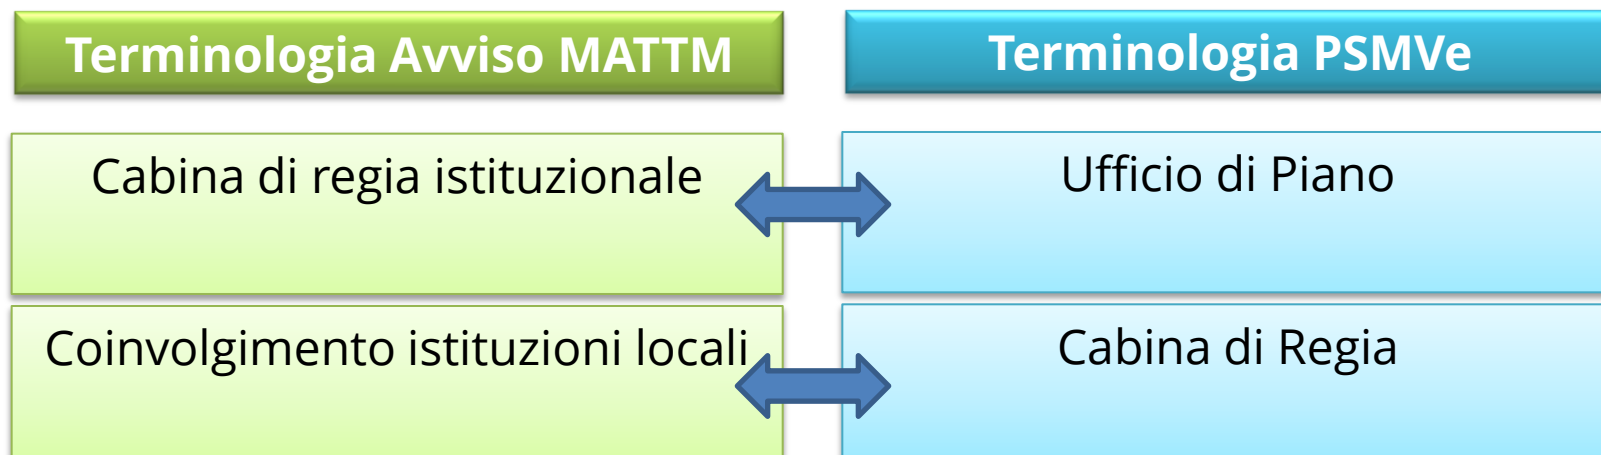 Terminologia Avviso MATTM
Terminologia PSMVe
Cabina di regia istituzionale
Ufficio di Piano
Coinvolgimento istituzioni locali
Cabina di Regia